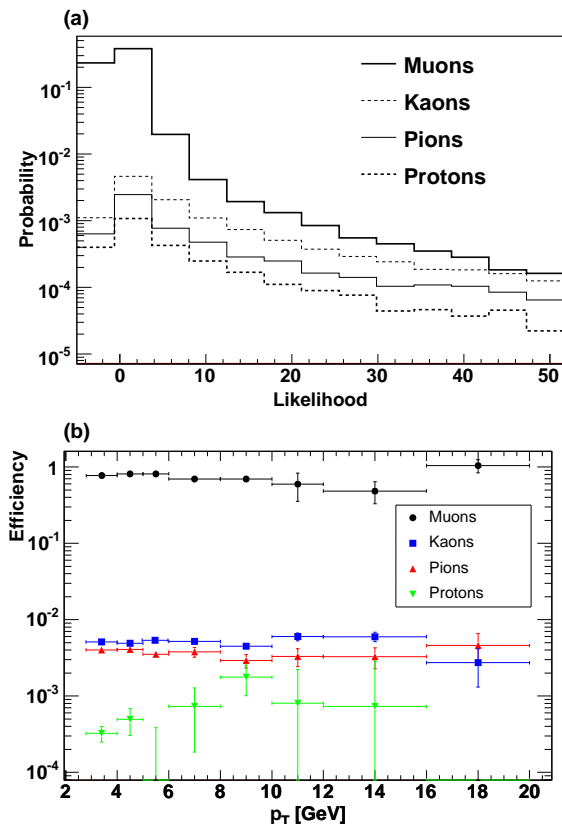 (a)
Probability
10⁻¹
10⁻²
10⁻³
10⁻⁴
10⁻⁵
Muons
Kaons
Pions
Protons
0 10 20 30 40 50
Likelihood
(b)
Efficiency
1
10⁻¹
10⁻²
10⁻³
10⁻⁴
Muons
Kaons
Pions
Protons
2 4 6 8 10 12 14 16 18 20
p_T [GeV]